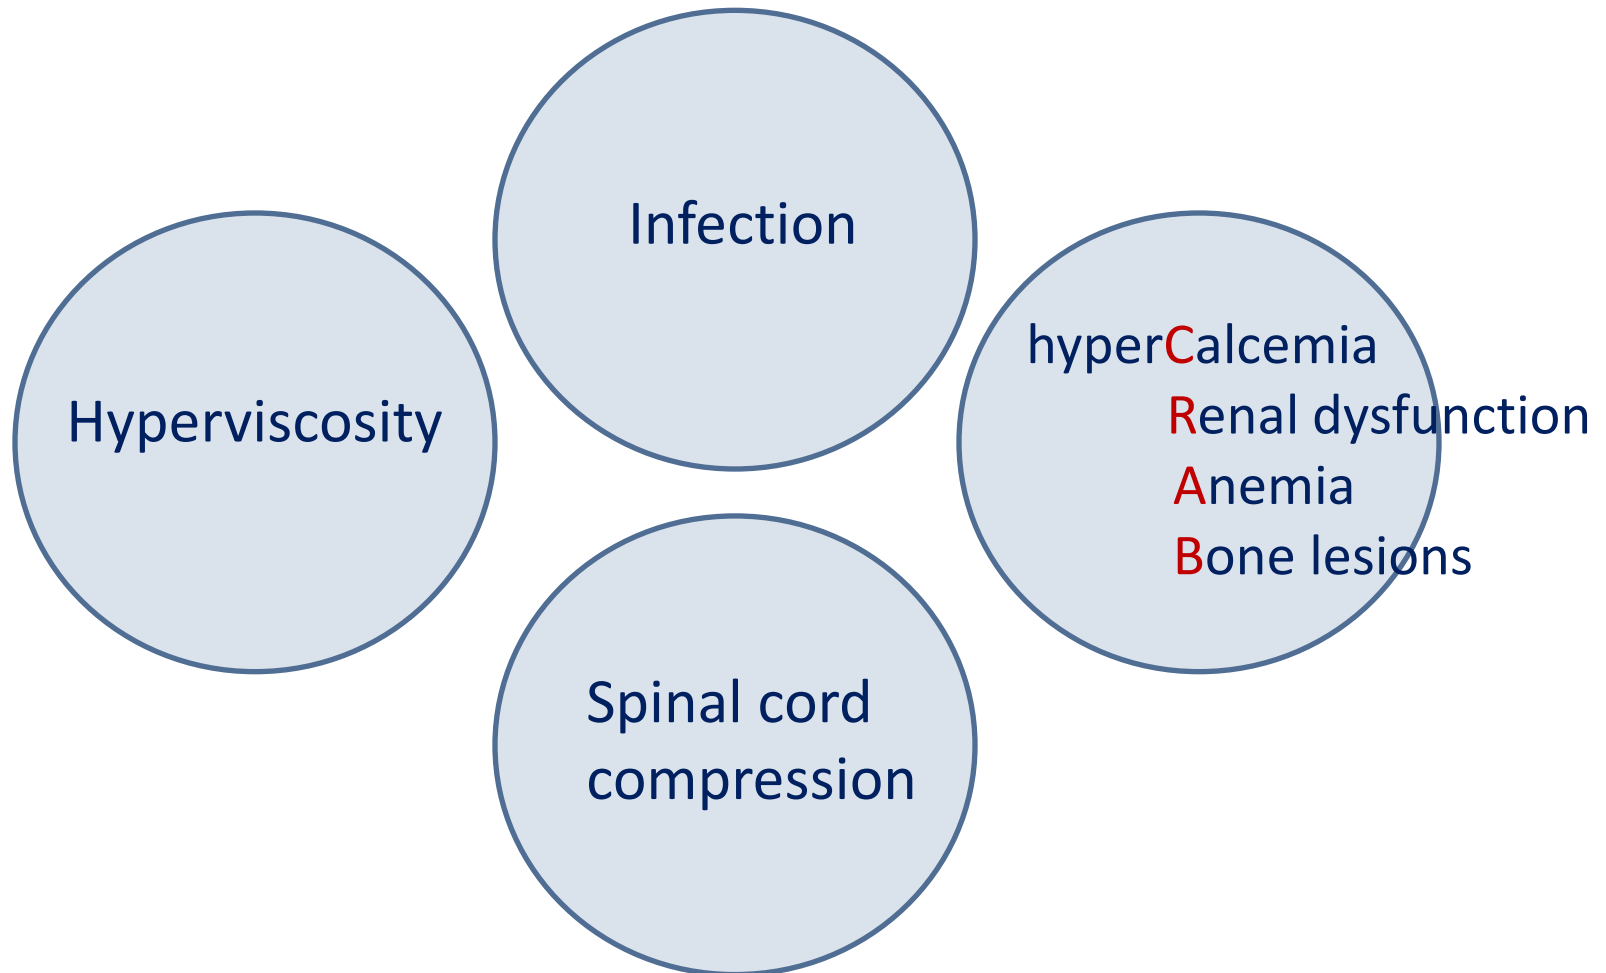 Infection
Hyperviscosity
hyperCalcemia
Renal dysfunction
Anemia
Bone lesions
Spinal cord
compression